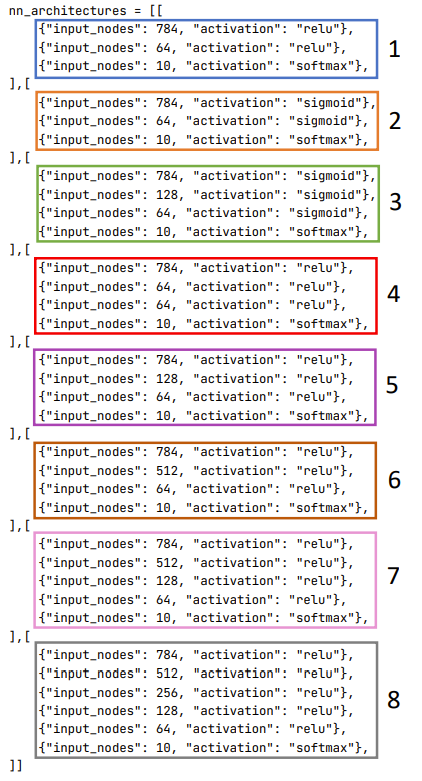 nn_architectures = [[
{"input_nodes": 784, "activation": "relu"},
{"input_nodes": 64, "activation": "relu"},
{"input_nodes": 10, "activation": "softmax"},
1
],[
{"input_nodes": 784, "activation": "sigmoid"},
{"input_nodes": 64, "activation": "sigmoid"},
{"input_nodes": 10, "activation": "softmax"},
2
],[
{"input_nodes": 784, "activation": "sigmoid"},
{"input_nodes": 128, "activation": "sigmoid"},
{"input_nodes": 64, "activation": "sigmoid"},
{"input_nodes": 10, "activation": "softmax"},
3
],[
{"input_nodes": 784, "activation": "relu"},
{"input_nodes": 64, "activation": "relu"},
{"input_nodes": 64, "activation": "relu"},
{"input_nodes": 10, "activation": "softmax"},
4
],[
{"input_nodes": 784, "activation": "relu"},
{"input_nodes": 128, "activation": "relu"},
{"input_nodes": 64, "activation": "relu"},
{"input_nodes": 10, "activation": "softmax"},
5
],[
{"input_nodes": 784, "activation": "relu"},
{"input_nodes": 512, "activation": "relu"},
{"input_nodes": 64, "activation": "relu"},
{"input_nodes": 10, "activation": "softmax"},
6
],[
{"input_nodes": 784, "activation": "relu"},
{"input_nodes": 512, "activation": "relu"},
{"input_nodes": 128, "activation": "relu"},
{"input_nodes": 64, "activation": "relu"},
{"input_nodes": 10, "activation": "softmax"},
7
],[
{"input_nodes": 784, "activation": "relu"},
{"input_nodes": 512, "activation": "relu"},
{"input_nodes": 256, "activation": "relu"},
{"input_nodes": 128, "activation": "relu"},
{"input_nodes": 64, "activation": "relu"},
{"input_nodes": 10, "activation": "softmax"},
8
]]